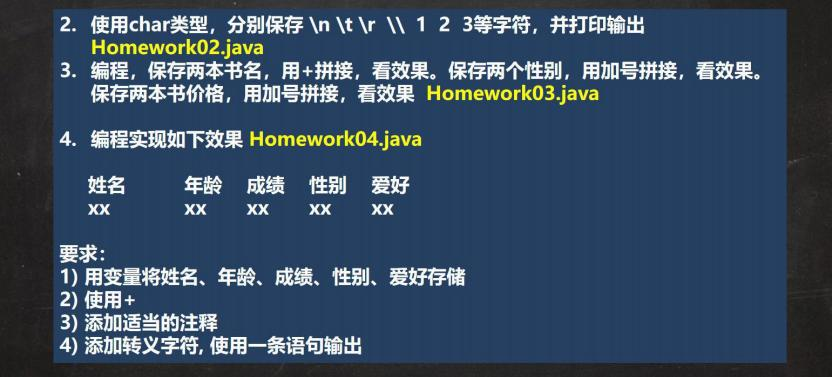 2. 使用char类型，分别保存 \n \t \r \\ 1 2 3等字符，并打印输出
Homework02.java
3. 编程，保存两本书名，用+拼接，看效果。保存两个性别，用加号拼接，看效果。
保存两本书价格，用加号拼接，看效果 Homework03.java
4. 编程实现如下效果 Homework04.java
姓名 年龄 成绩 性别 爱好
xx xx xx xx xx
要求：
1) 用变量将姓名、年龄、成绩、性别、爱好存储
2) 使用+
3) 添加适当的注释
4) 添加转义字符, 使用一条语句输出